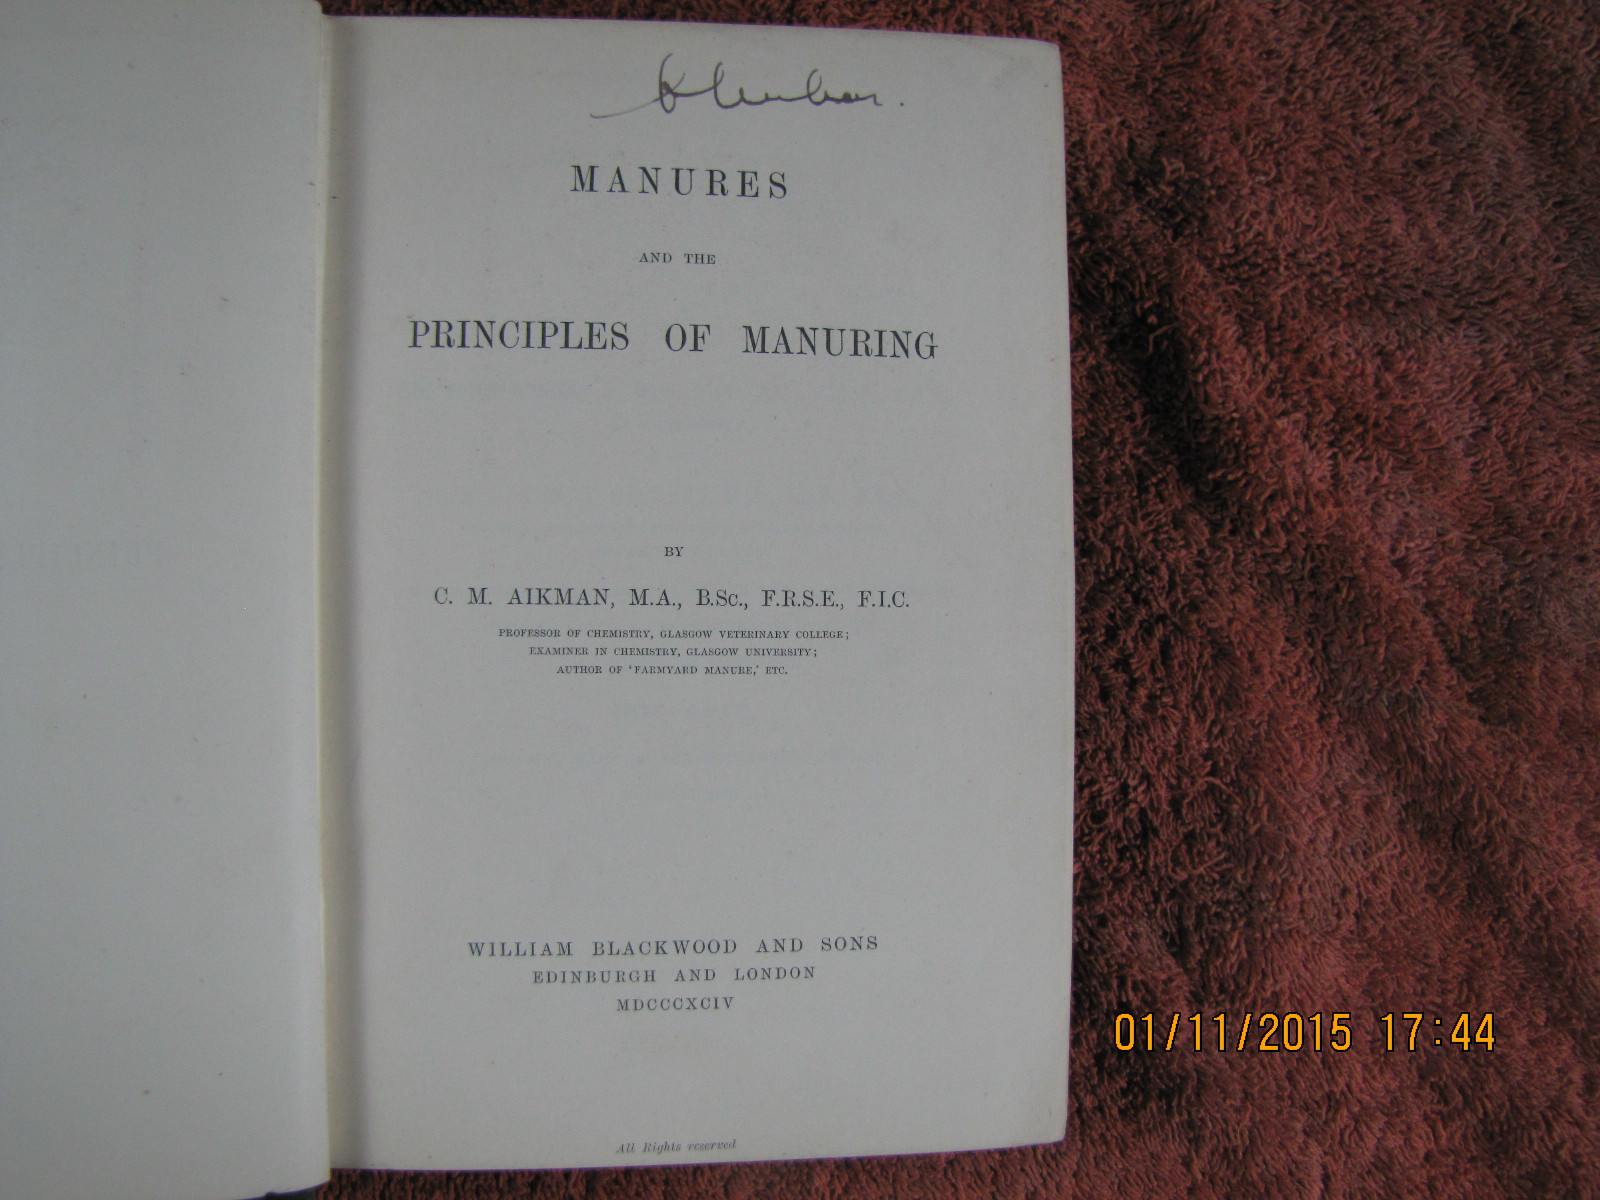 MANURES
AND THE
PRINCIPLES OF MANURING
BY
C. M. AIKMAN, M.A., B.Sc., F.R.S.E., F.I.C.
PROFESSOR OF CHEMISTRY, GLASGOW VETERINARY COLLEGE;
EXAMINER IN CHEMISTRY, GLASGOW UNIVERSITY;
AUTHOR OF 'FARMYARD MANURE,' ETC.
WILLIAM BLACKWOOD AND SONS
EDINBURGH AND LONDON
MDCCCXCIV
All Rights reserved
01/11/2015 17:44